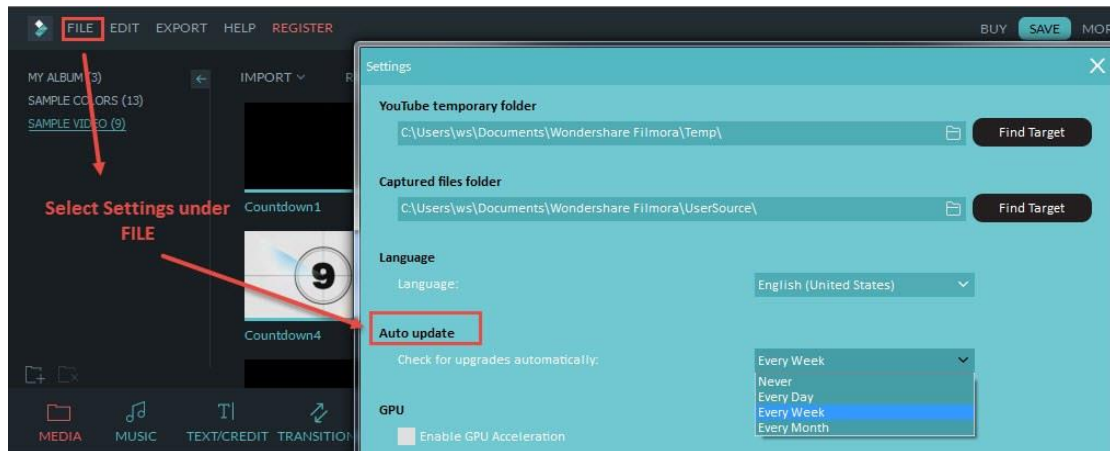 FILE EDIT EXPORT HELP REGISTER
BUY SAVE MOR
MY ALBUM (3)
SAMPLE COLORS (13)
SAMPLE VIDEO (9)
IMPORT
R
Countdown1
9
Countdown4
Select Settings under
FILE
MEDIA MUSIC TEXT/CREDIT TRANSITION
Settings
YouTube temporary folder
C:\Users\ws\Documents\Wondershare Filmora\Temp\ Find Target
Captured files folder
C:\Users\ws\Documents\Wondershare Filmora\UserSource\ Find Target
Language
Language: English (United States)
Auto update
Check for upgrades automatically: Every Week
Never
Every Day
Every Week
Every Month
GPU
Enable GPU Acceleration